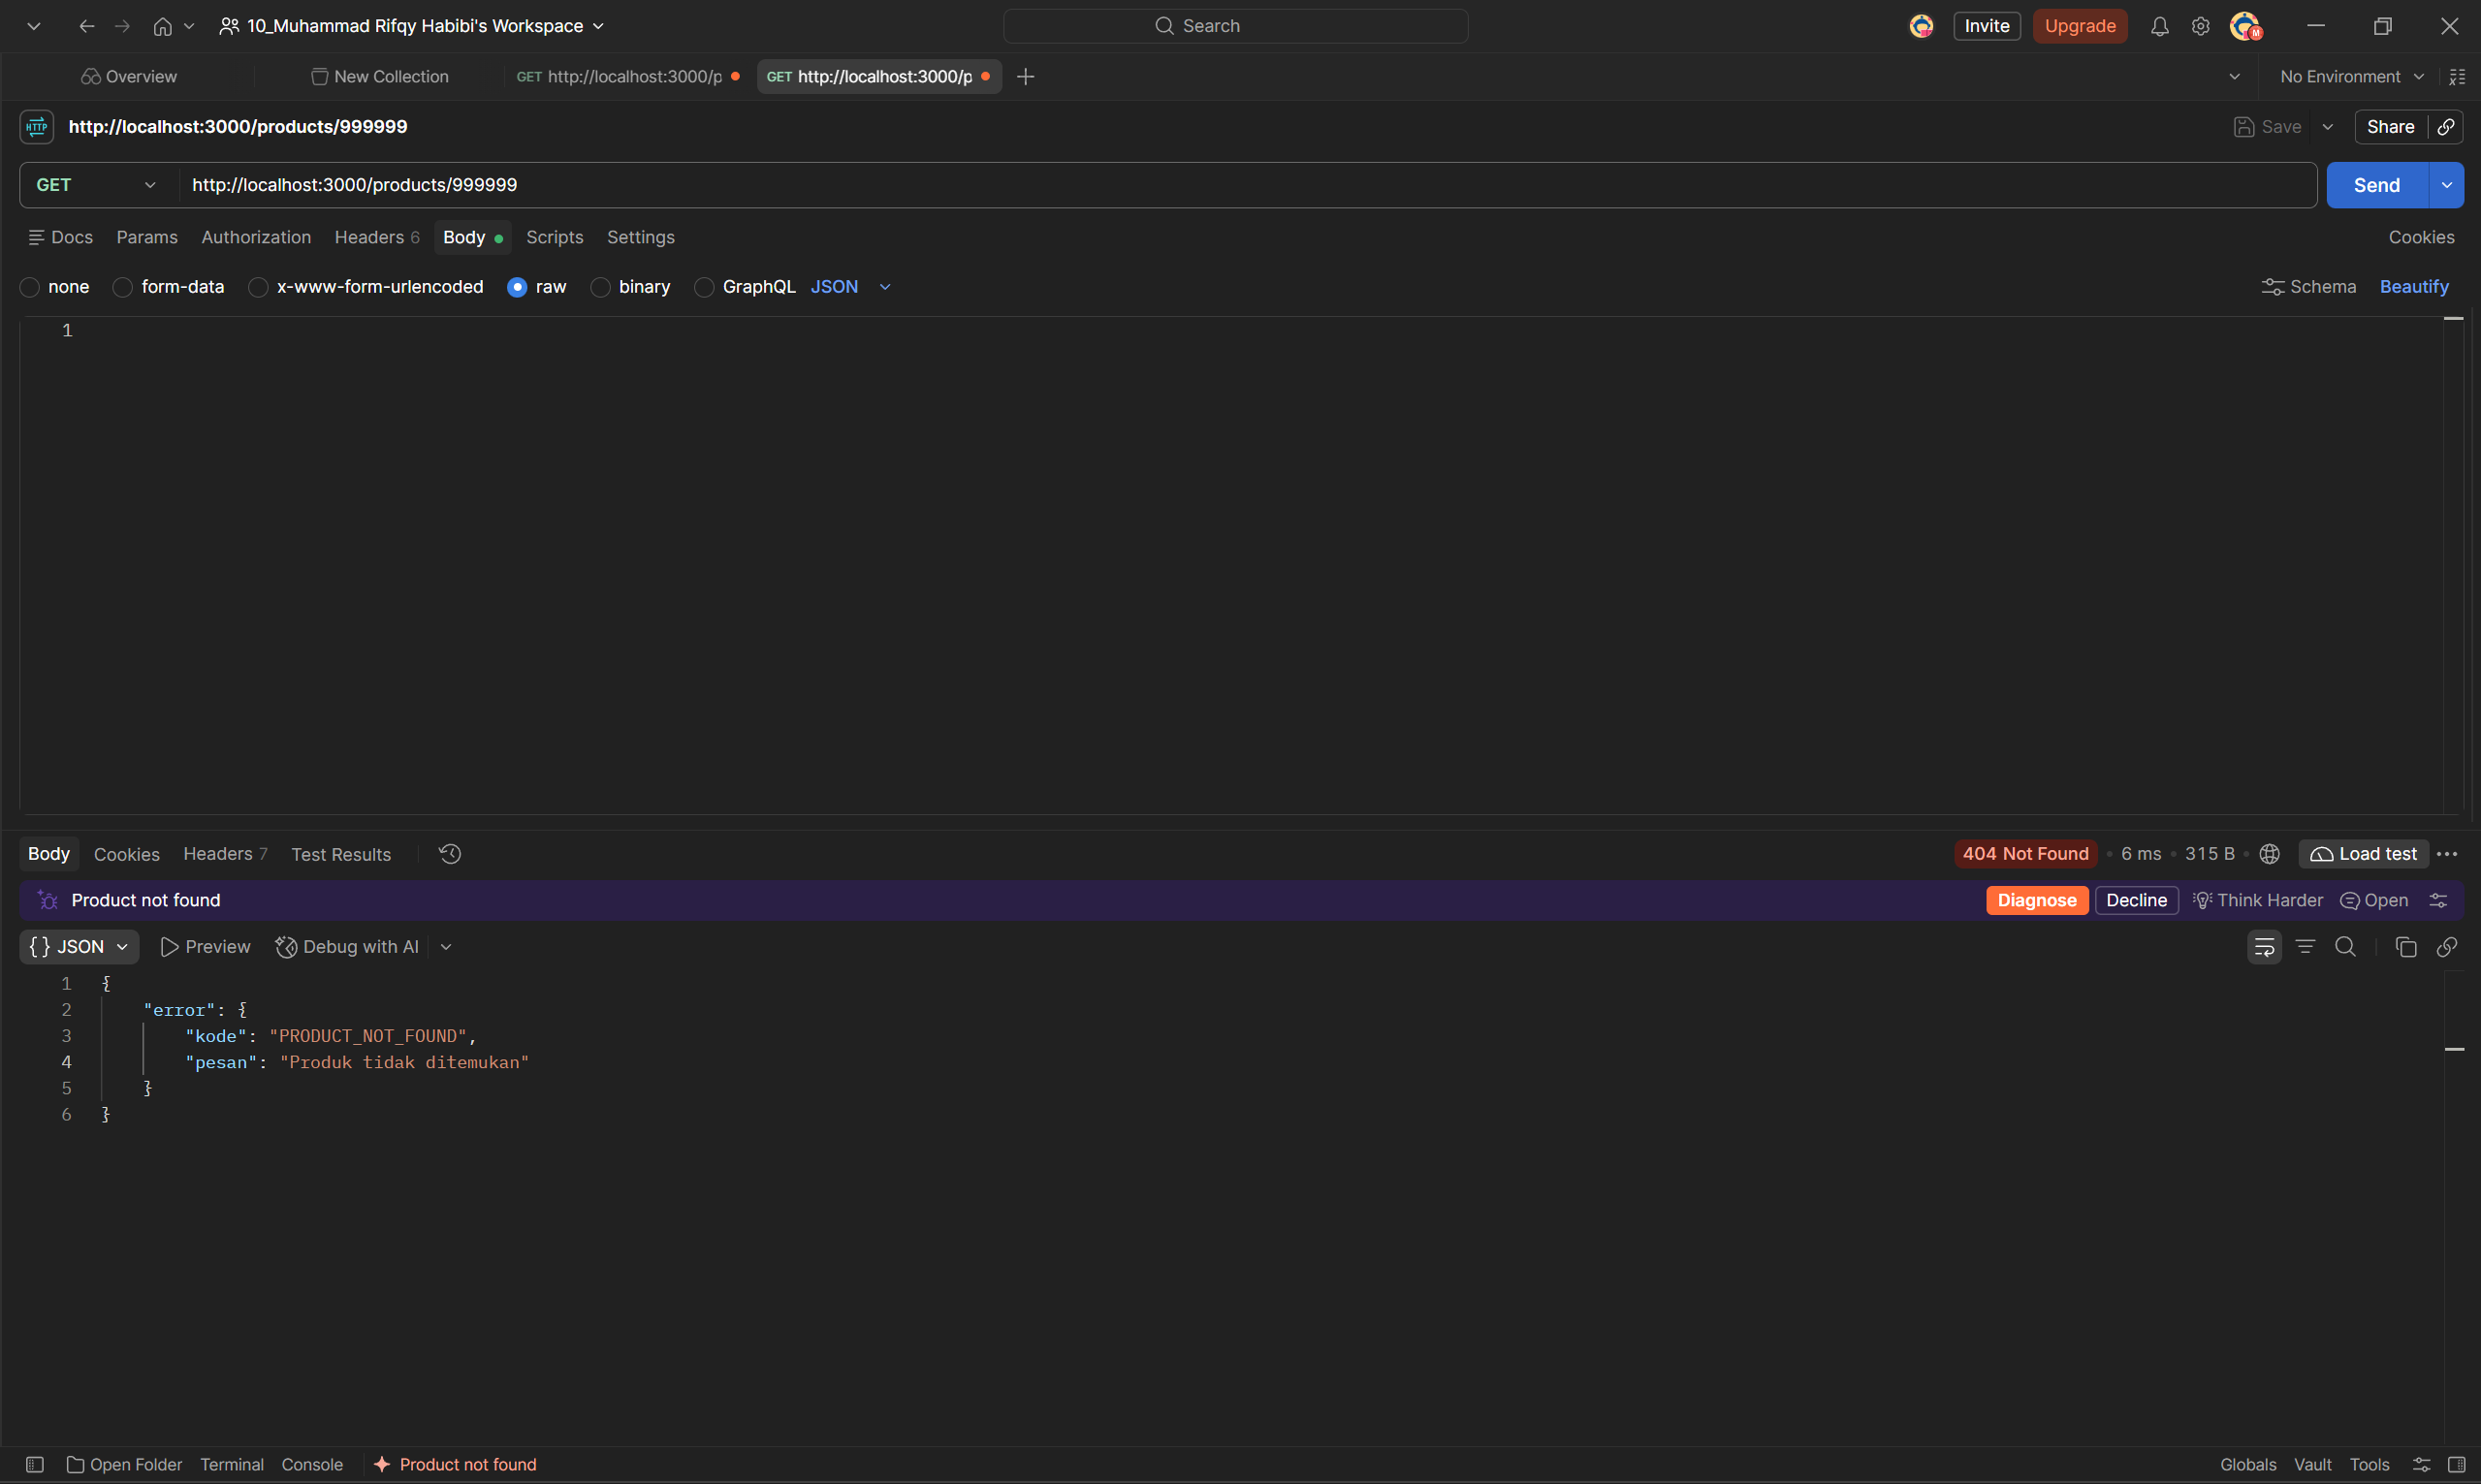 10_Muhammad Rifqy Habibi's Workspace
Search
Invite
Upgrade
M
Overview
New Collection
GET http://localhost:3000/p
GET http://localhost:3000/p
No Environment
HTTP
http://localhost:3000/products/999999
Save
Share
GET
http://localhost:3000/products/999999
Send
Docs
Params
Authorization
Headers 6
Body
Scripts
Settings
Cookies
none
form-data
x-www-form-urlencoded
raw
binary
GraphQL
JSON
Schema
Beautify
1
Body
Cookies
Headers 7
Test Results
404 Not Found
6 ms
315 B
Load test
Product not found
Diagnose
Decline
Think Harder
Open
{} JSON
Preview
Debug with AI
1 {
2 "error": {
3 "kode": "PRODUCT_NOT_FOUND",
4 "pesan": "Produk tidak ditemukan"
5 }
6 }
Open Folder
Terminal
Console
Product not found
Globals
Vault
Tools